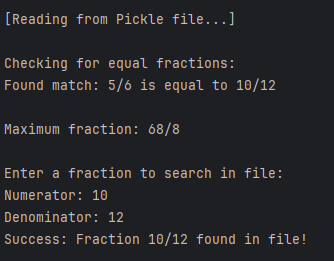 [Reading from Pickle file...]
Checking for equal fractions:
Found match: 5/6 is equal to 10/12
Maximum fraction: 68/8
Enter a fraction to search in file:
Numerator: 10
Denominator: 12
Success: Fraction 10/12 found in file!